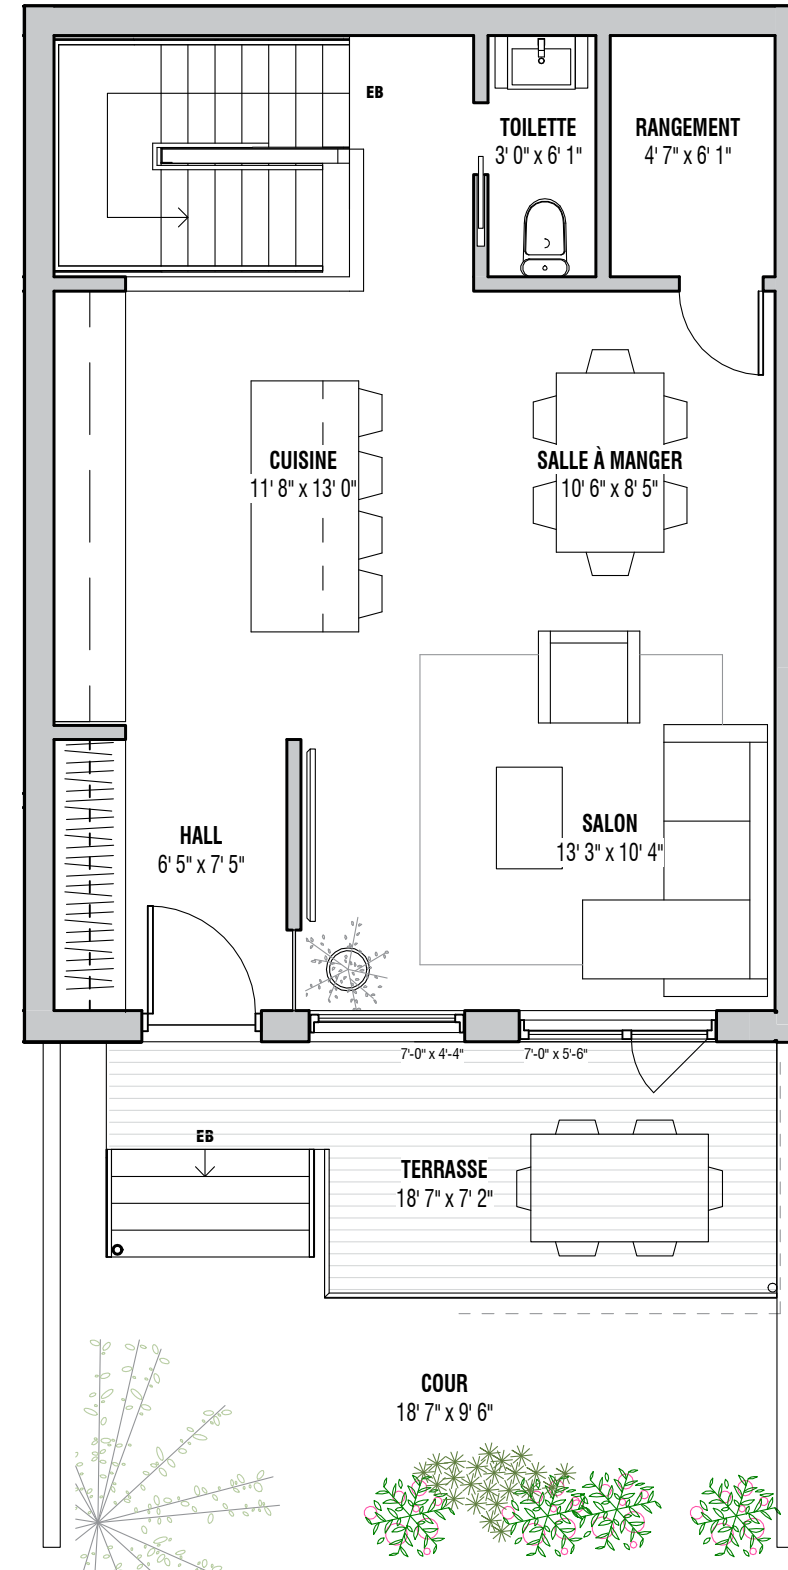 EB
TOILETTE
3' 0" x 6' 1"
RANGEMENT
4' 7" x 6' 1"
CUISINE
11' 8" x 13' 0"
SALLE À MANGER
10' 6" x 8' 5"
SALON
13' 3" x 10' 4"
HALL
6' 5" x 7' 5"
7'-0" x 4'-4"
7'-0" x 5'-6"
EB
TERRASSE
18' 7" x 7' 2"
COUR
18' 7" x 9' 6"